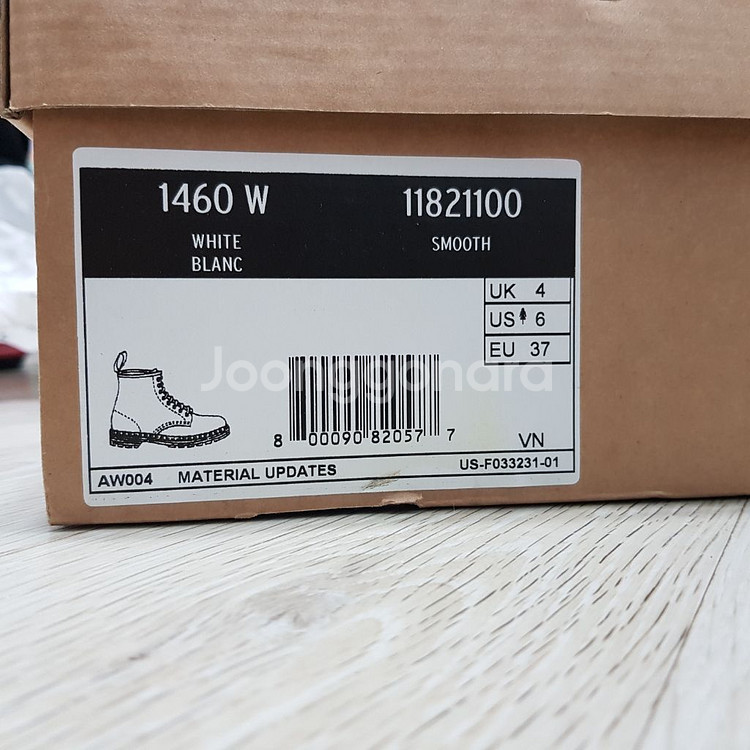 1460 W
11821100
WHITE
BLANC
SMOOTH
UK 4
US 6
EU 37
Joonggonara
8 00090 82057 7
VN
AW004 MATERIAL UPDATES US-F033231-01